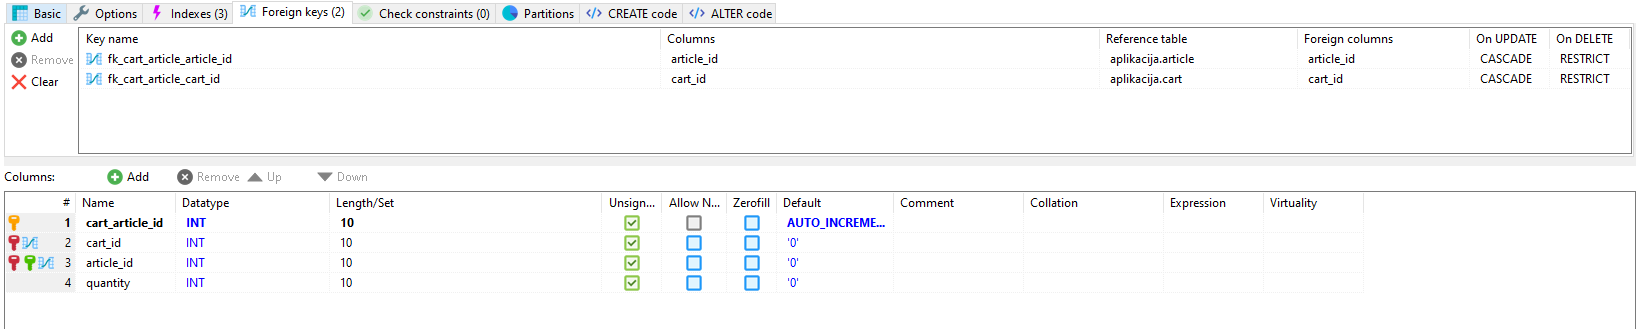 Basic Options Indexes (3) Foreign keys (2) Check constraints (0) Partitions </> CREATE code </> ALTER code
Add
Remove
Clear
Key name Columns Reference table Foreign columns On UPDATE On DELETE
fk_cart_article_article_id article_id aplikacija.article article_id CASCADE RESTRICT
fk_cart_article_cart_id cart_id aplikacija.cart cart_id CASCADE RESTRICT
Columns: Add Remove Up Down
# Name Datatype Length/Set Unsign... Allow N... Zerofill Default Comment Collation Expression Virtuality
1 cart_article_id INT 10 AUTO_INCREME...
2 cart_id INT 10 '0'
3 article_id INT 10 '0'
4 quantity INT 10 '0'